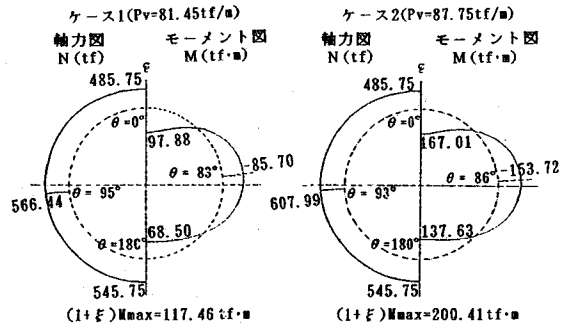 ケース1(Pv=81.45tf/m)
軸力図 モーメント図
N(tf) M(tf·m)
485.75
θ=0°
97.88
θ=83°
-85.70
θ=95°
566.44
θ=180°
68.50
545.75
(1+ξ)Mmax=117.46tf·m
ケース2(Pv=87.75tf/m)
軸力図 モーメント図
N(tf) M(tf·m)
485.75
θ=0°
167.01
θ=86°
-153.72
θ=93°
607.99
θ=180°
137.63
545.75
(1+ξ)Mmax=200.41tf·m